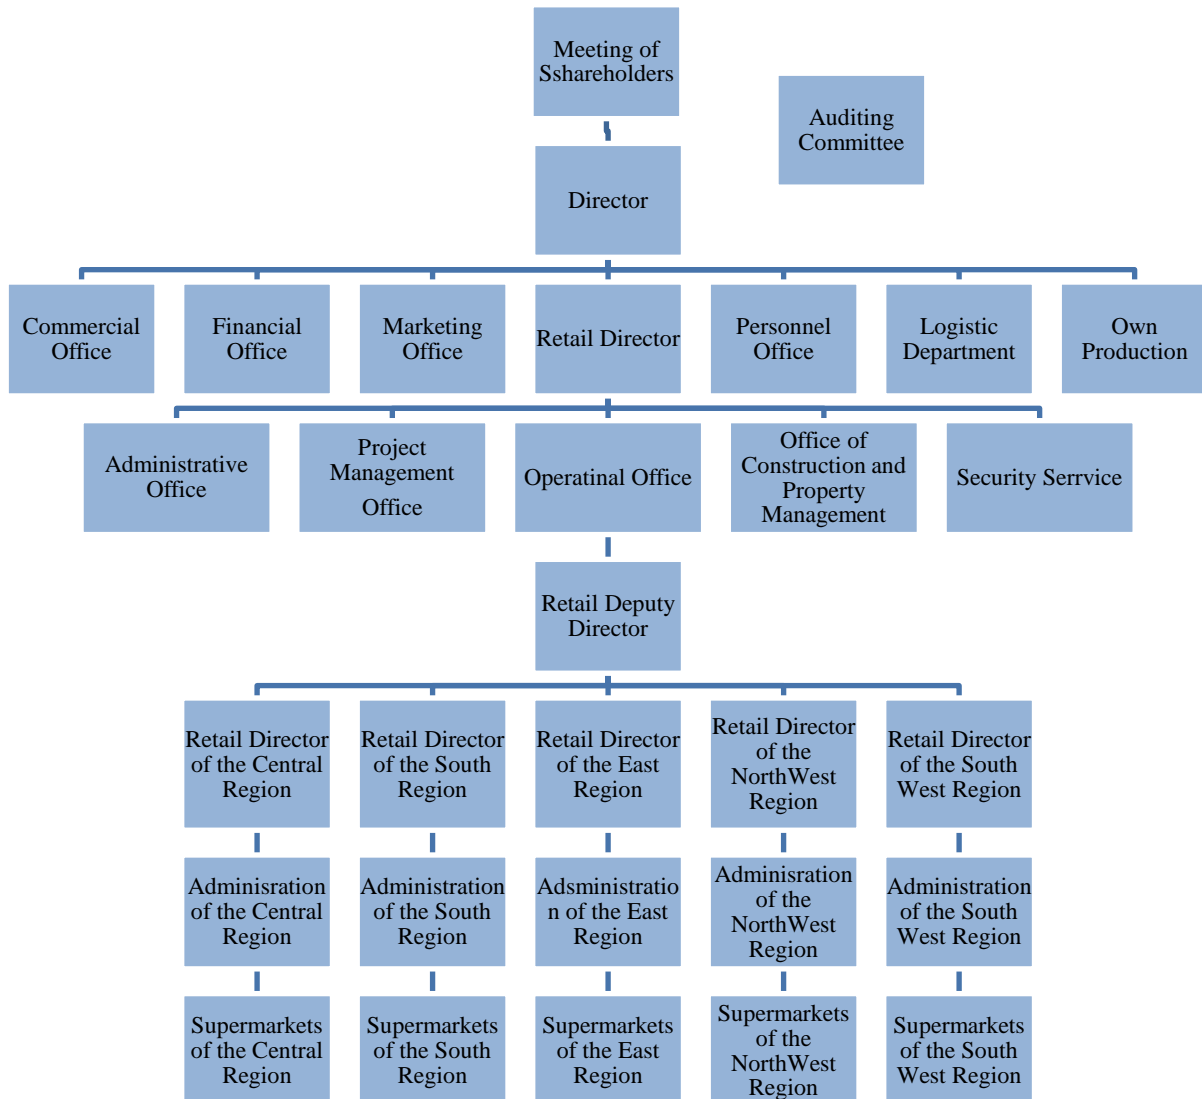 Meeting of
Sshareholders
Auditing
Committee
Director
Commercial
Office
Financial
Office
Marketing
Office
Retail Director
Personnel
Office
Logistic
Department
Own
Production
Administrative
Office
Project
Management
Office
Operatinal Office
Office of
Construction and
Property
Management
Security Serrvice
Retail Deputy
Director
Retail Director
of the Central
Region
Retail Director
of the South
Region
Retail Director
of the East
Region
Retail Director
of the
NorthWest
Region
Retail Director
of the South
West Region
Adminisration
of the Central
Region
Administration
of the South
Region
Adsministratio
n of the East
Region
Adminisration
of the
NorthWest
Region
Administration
of the South
West Region
Supermarkets
of the Central
Region
Supermarkets
of the South
Region
Supermarkets
of the East
Region
Supermarkets
of the
NorthWest
Region
Supermarkets
of the South
West Region